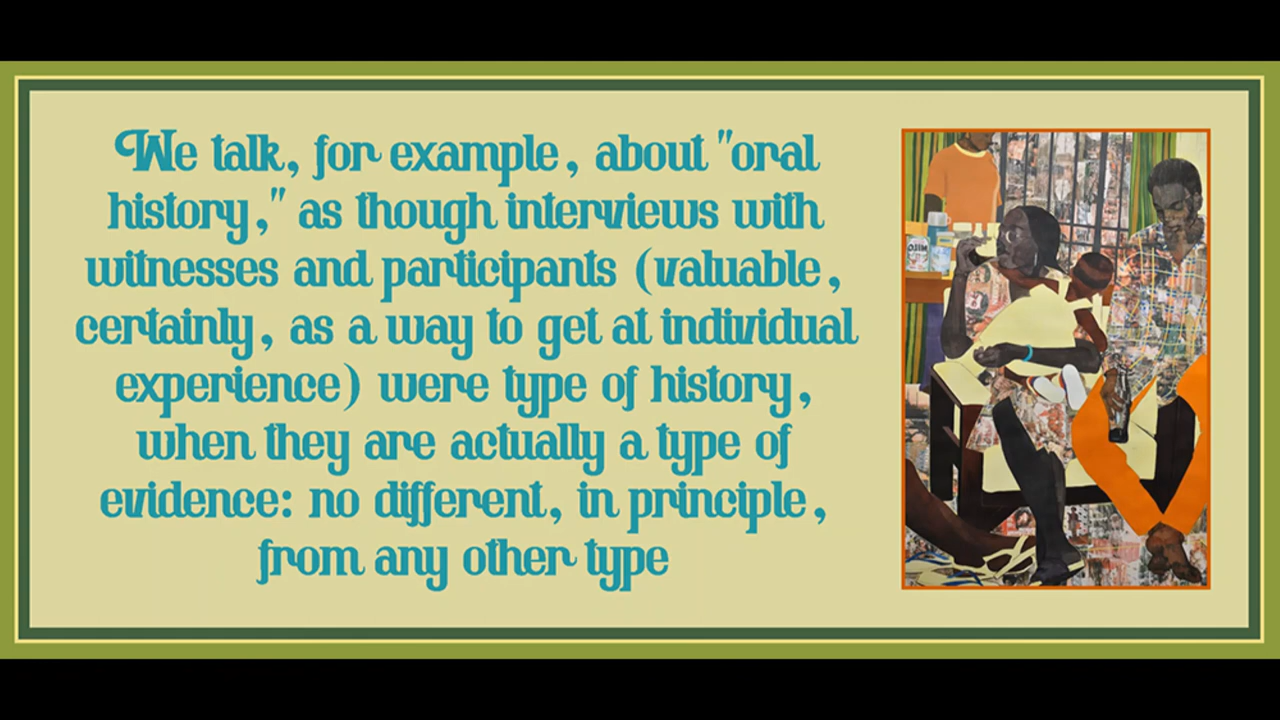 We talk, for example, about "oral
history," as though interviews with
witnesses and participants (valuable,
certainly, as a way to get at individual
experience) were type of history,
when they are actually a type of
evidence: no different, in principle,
from any other type
OJIM